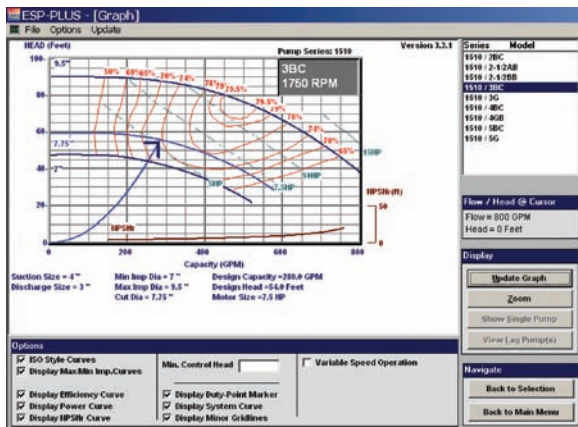 ESP-PLUS - [Graph]
File Options Update
HEAD (Feet)
Pump Series: 1510
Version 3.3.1
3BC
1750 RPM
100
80
60
40
20
0
9.5"
7.75"
7"
50% 60% 65% 70% 74%
79.5%
79.5%
79%
78%
74%
70%
65%
15HP
10HP
7.5HP
5HP
NPSHr
NPSHr(ft)
50
0
0 200 400 600 800
Capacity (GPM)
Suction Size = 4 "
Min Imp Dia = 7 "
Design Capacity =280.0 GPM
Discharge Size = 3 "
Max Imp Dia = 9.5 "
Design Head =54.0 Feet
Cut Dia = 7.75 "
Motor Size =7.5 HP
Series Model
1510 / 2BC
1510 / 2-1/2AB
1510 / 2-1/2BB
1510 / 3BC
1510 / 3G
1510 / 4BC
1510 / 4GB
1510 / 5BC
1510 / 5G
Flow / Head @ Cursor
Flow = 800 GPM
Head = 0 Feet
Display
Update Graph
Zoom
Show Single Pump
View Lag Pump(s)
Navigate
Back to Selection
Back to Main Menu
Options
ISO Style Curves
Display Max/Min Imp.Curves
Display Efficiency Curve
Display Power Curve
Display NPSHr Curve
Min. Control Head
Display Duty-Point Marker
Display System Curve
Display Minor Gridlines
Variable Speed Operation